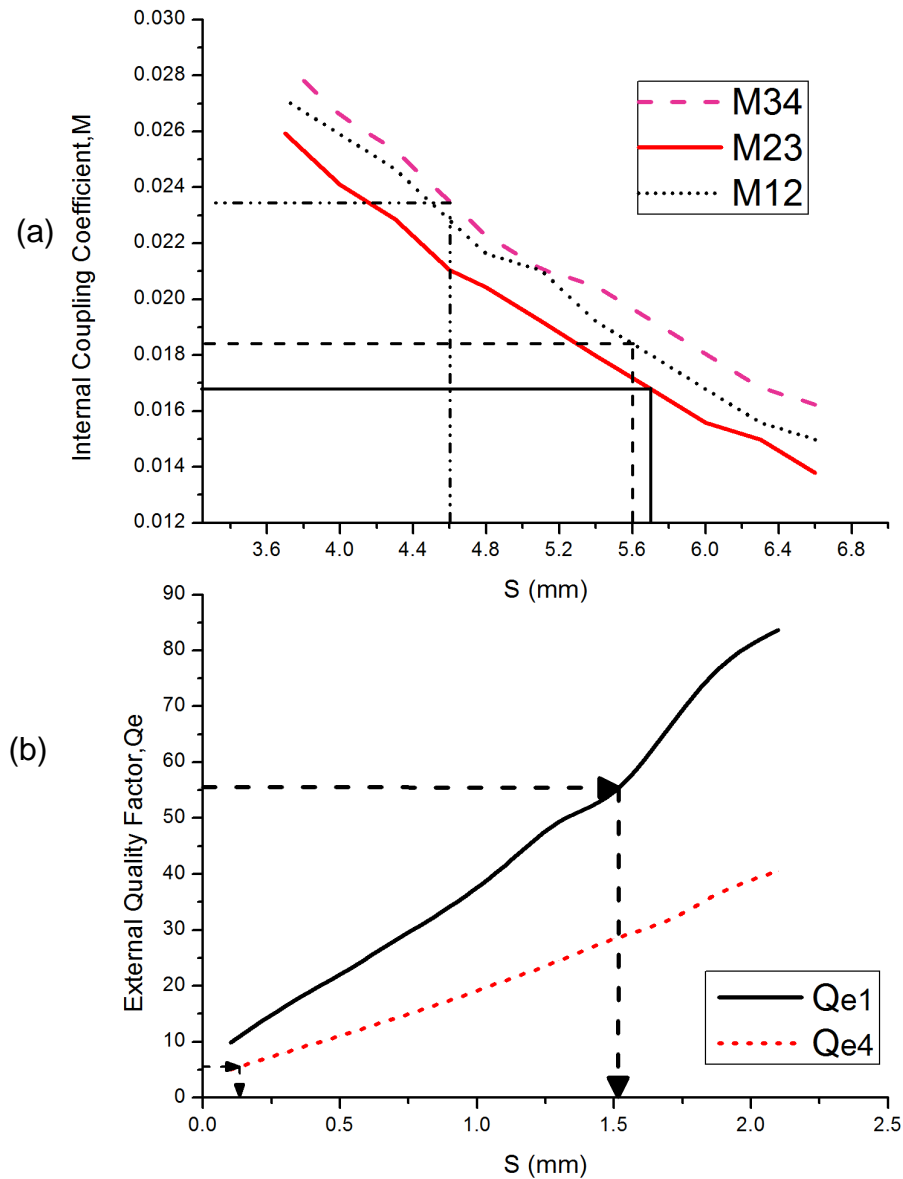 (a)
Internal Coupling Coefficient,M
0.030
0.028
0.026
0.024
0.022
0.020
0.018
0.016
0.014
0.012
M34
M23
M12
3.6 4.0 4.4 4.8 5.2 5.6 6.0 6.4 6.8
S (mm)
(b)
External Quality Factor,Qe
90
80
70
60
50
40
30
20
10
0
Qe1
Qe4
0.0 0.5 1.0 1.5 2.0 2.5
S (mm)